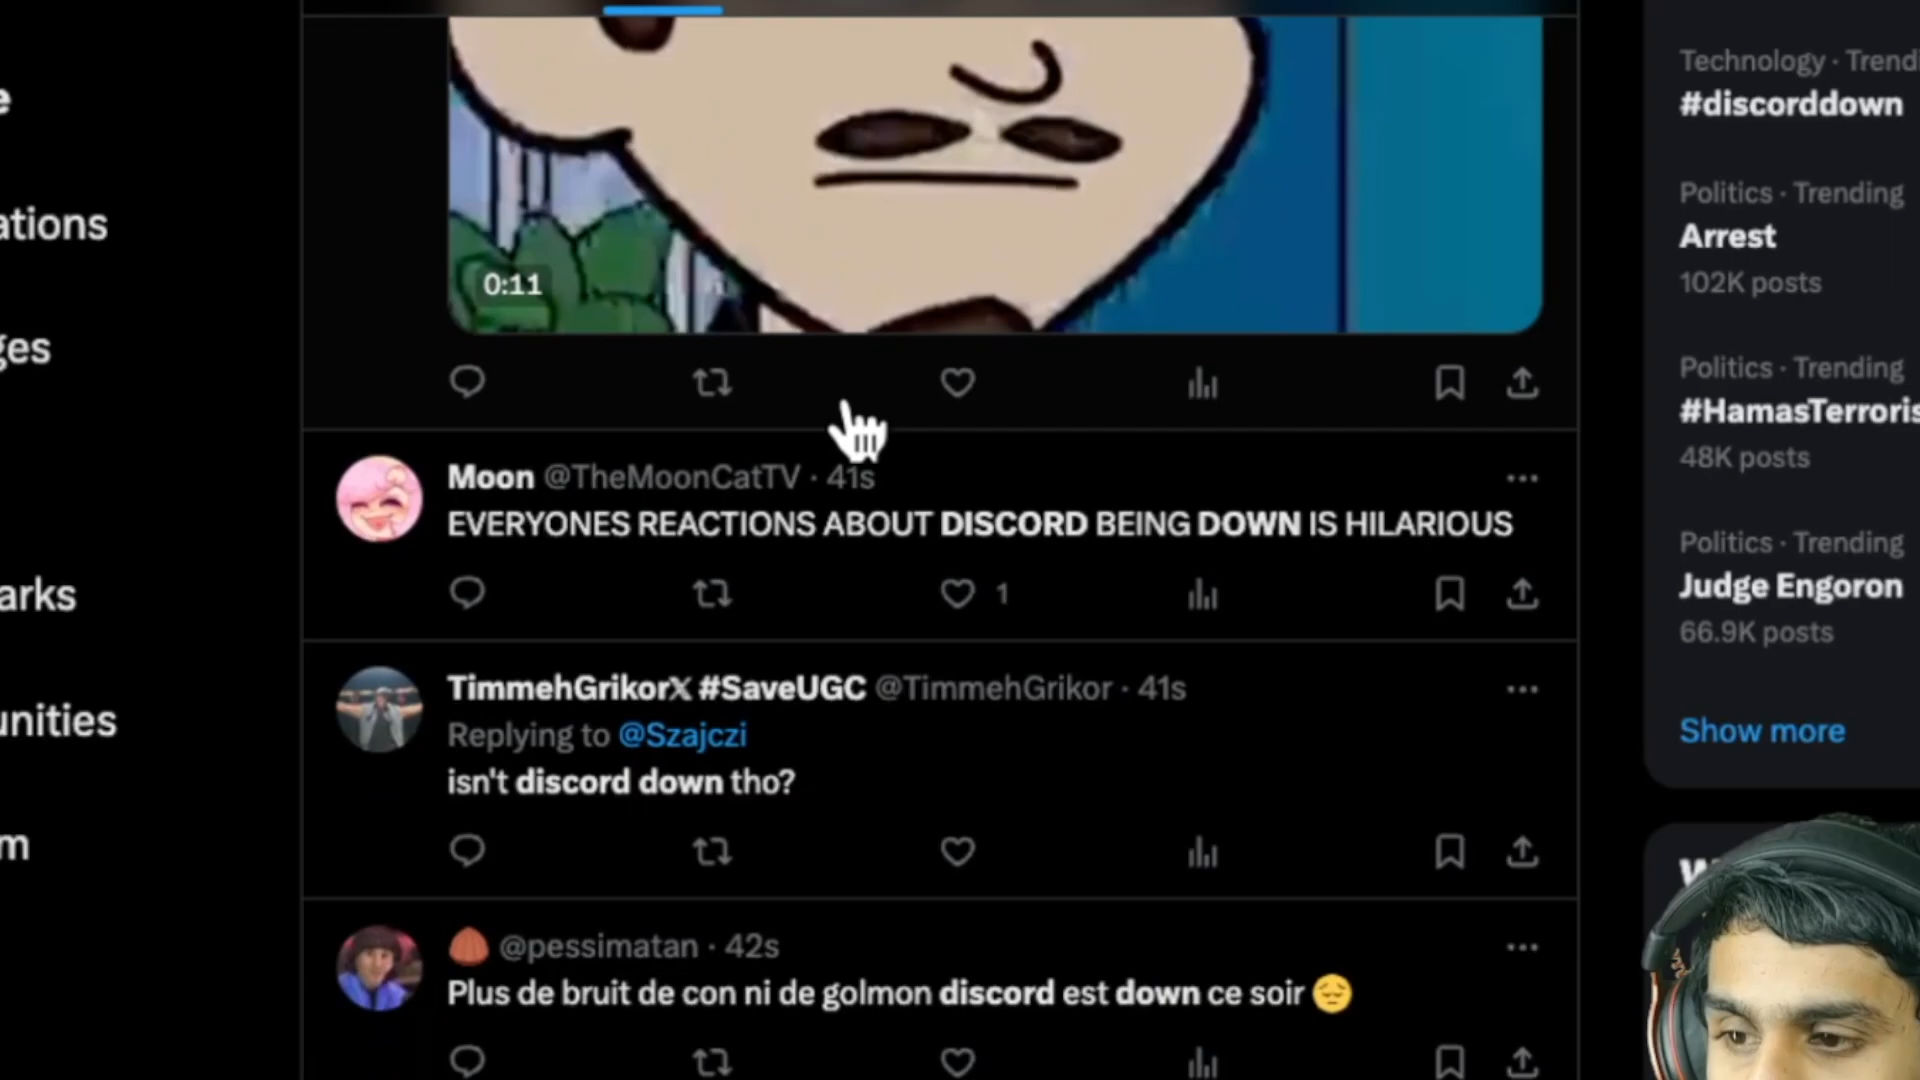 e
ations
ges
arks
unities
m
0:11
Moon @TheMoonCatTV · 41s
EVERYONES REACTIONS ABOUT DISCORD BEING DOWN IS HILARIOUS
1
TimmehGrikor𝕏 #SaveUGC @TimmehGrikor · 41s
Replying to @Szajczi
isn't discord down tho?
@pessimatan · 42s
Plus de bruit de con ni de golmon discord est down ce soir 😔
Technology · Trendi
#discorddown
Politics · Trending
Arrest
102K posts
Politics · Trending
#HamasTerroris
48K posts
Politics · Trending
Judge Engoron
66.9K posts
Show more
W